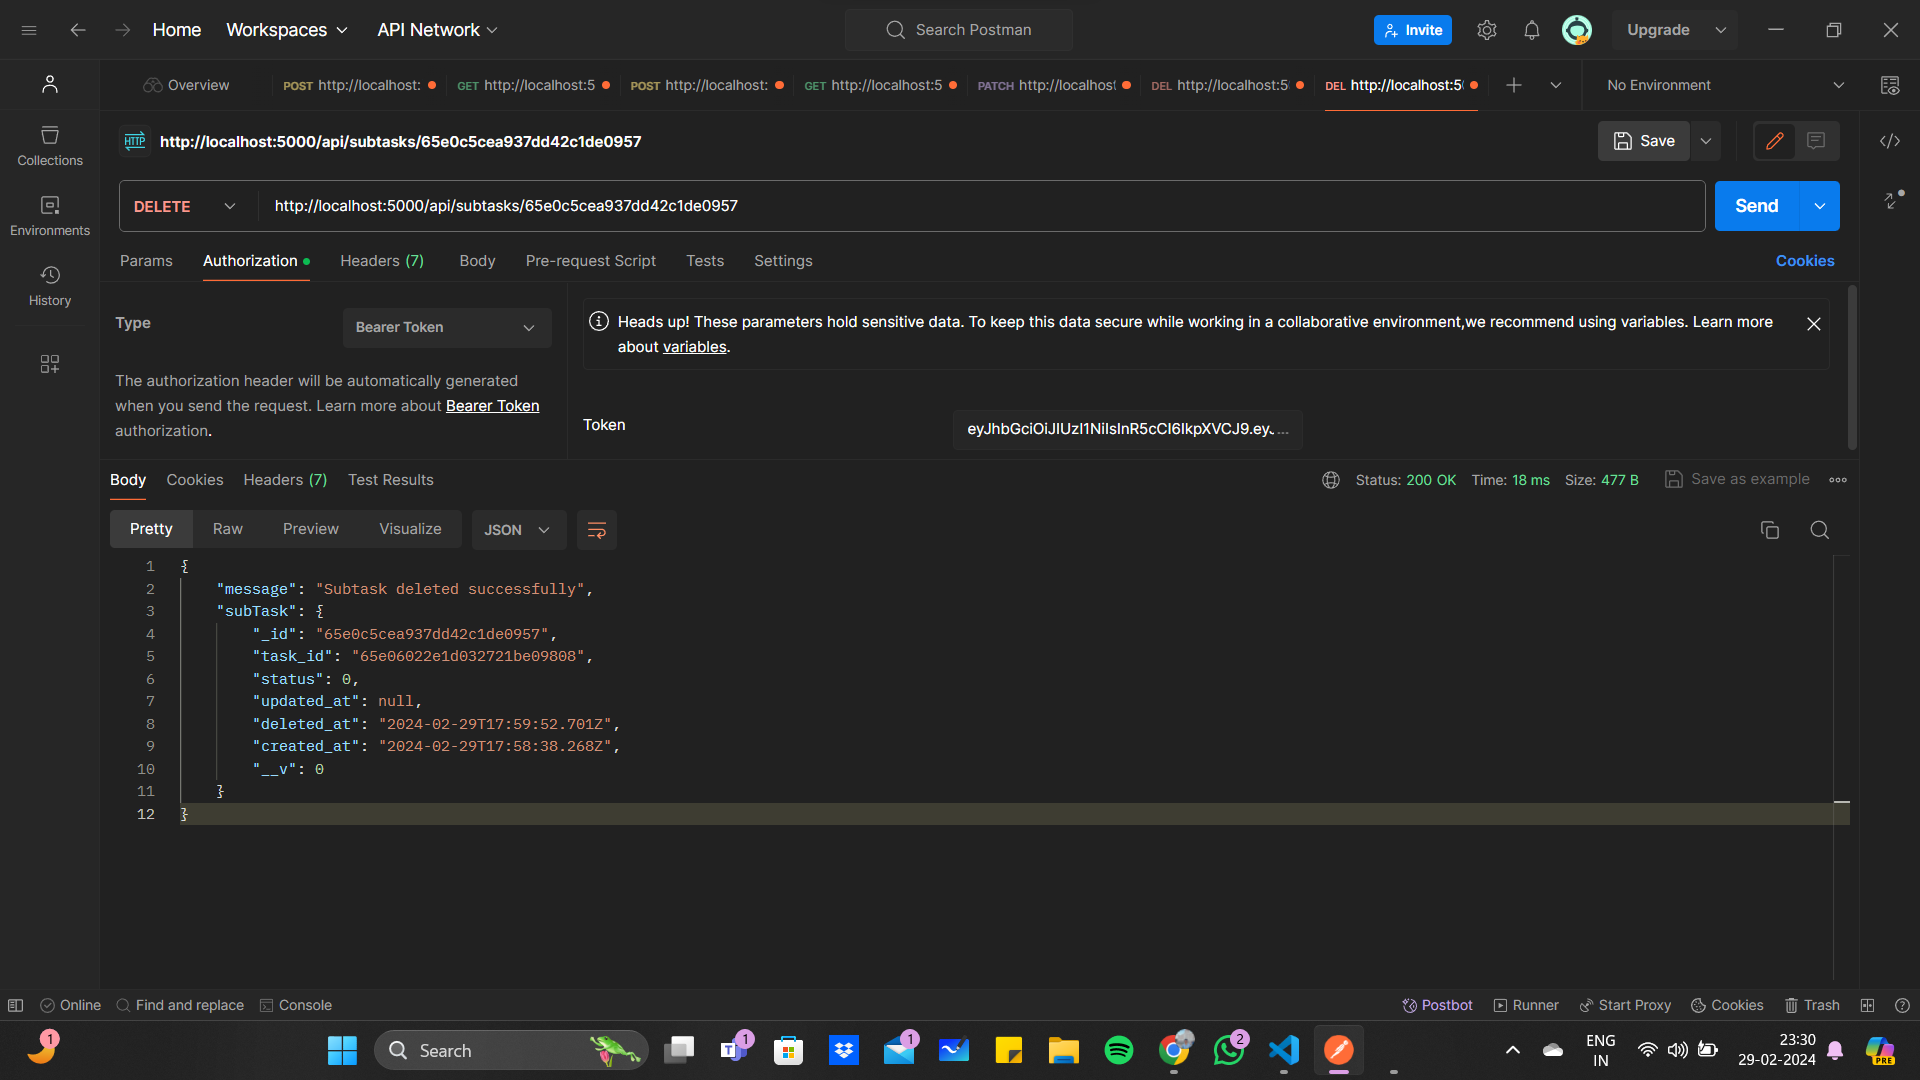 Home Workspaces API Network Search Postman Invite Upgrade
Overview POST http://localhost: GET http://localhost:5 POST http://localhost: GET http://localhost:5 PATCH http://localhost DEL http://localhost:5 DEL http://localhost:50 No Environment
HTTP http://localhost:5000/api/subtasks/65e0c5cea937dd42c1de0957 Save
Collections
DELETE http://localhost:5000/api/subtasks/65e0c5cea937dd42c1de0957 Send
Environments
Params Authorization Headers (7) Body Pre-request Script Tests Settings Cookies
History
Type Bearer Token
Heads up! These parameters hold sensitive data. To keep this data secure while working in a collaborative environment,we recommend using variables. Learn more
about variables.
The authorization header will be automatically generated
when you send the request. Learn more about Bearer Token
authorization.
Token eyJhbGciOiJIUzI1NiIsInR5cCI6IkpXVCJ9.eyJ ...
Body Cookies Headers (7) Test Results Status: 200 OK Time: 18 ms Size: 477 B Save as example
Pretty Raw Preview Visualize JSON
1 {
2 "message": "Subtask deleted successfully",
3 "subTask": {
4 "_id": "65e0c5cea937dd42c1de0957",
5 "task_id": "65e06022e1d032721be09808",
6 "status": 0,
7 "updated_at": null,
8 "deleted_at": "2024-02-29T17:59:52.701Z",
9 "created_at": "2024-02-29T17:58:38.268Z",
10 "__v": 0
11 }
12 }
Online Find and replace Console Postbot Runner Start Proxy Cookies Trash
1 Search 1 1 2 ENG 23:30
IN 29-02-2024 PRE